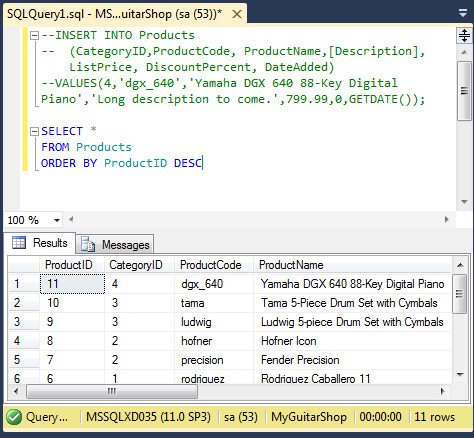 SQLQuery1.sql - MS...uitarShop (sa (53))*
--INSERT INTO Products
-- (CategoryID,ProductCode, ProductName,[Description],
ListPrice, DiscountPercent, DateAdded)
--VALUES(4,'dgx_640','Yamaha DGX 640 88-Key Digital
Piano','Long description to come.',799.99,0,GETDATE());
SELECT *
FROM Products
ORDER BY ProductID DESC
100 %
Results Messages
ProductID CategoryID ProductCode ProductName
1 11 4 dgx_640 Yamaha DGX 640 88-Key Digital Piano
2 10 3 tama Tama 5-Piece Drum Set with Cymbals
3 9 3 ludwig Ludwig 5-piece Drum Set with Cymbals
4 8 2 hofner Hofner Icon
5 7 2 precision Fender Precision
6 6 1 rodriguez Rodriguez Caballero 11
Query... MSSQLXD035 (11.0 SP3) sa (53) MyGuitarShop 00:00:00 11 rows